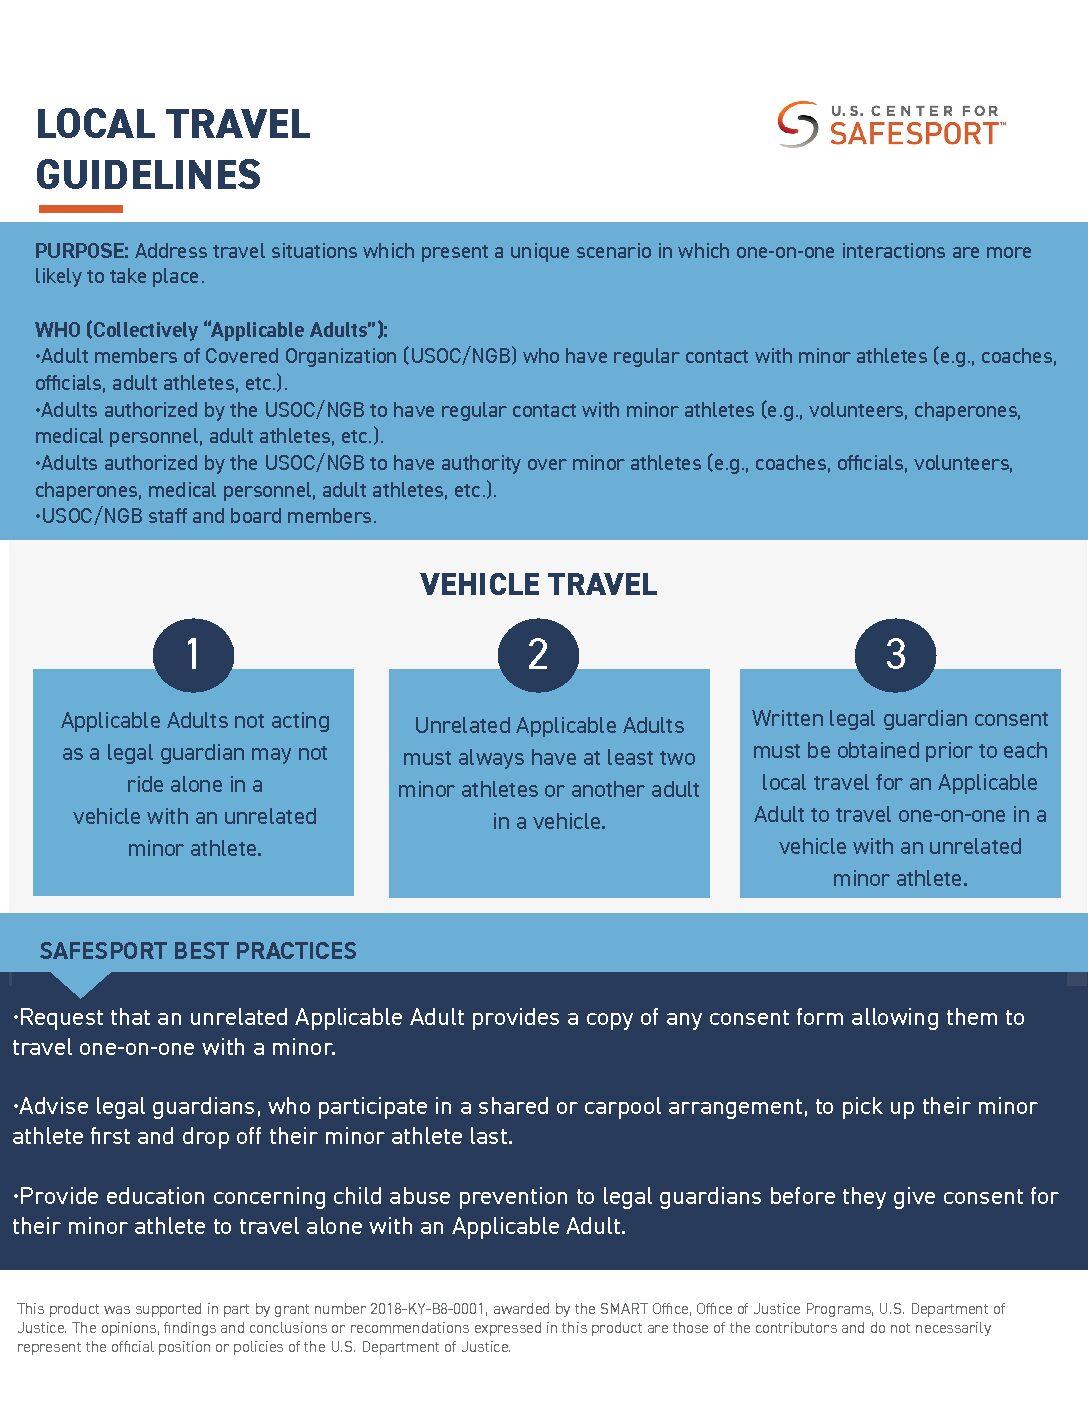 LOCAL TRAVEL
GUIDELINES
U.S. CENTER FOR
SAFESPORT™
PURPOSE: Address travel situations which present a unique scenario in which one-on-one interactions are more
likely to take place.
WHO (Collectively “Applicable Adults”):
•Adult members of Covered Organization (USOC/NGB) who have regular contact with minor athletes (e.g., coaches,
officials, adult athletes, etc.).
•Adults authorized by the USOC/NGB to have regular contact with minor athletes (e.g., volunteers, chaperones,
medical personnel, adult athletes, etc.).
•Adults authorized by the USOC/NGB to have authority over minor athletes (e.g., coaches, officials, volunteers,
chaperones, medical personnel, adult athletes, etc.).
•USOC/NGB staff and board members.
VEHICLE TRAVEL
1
Applicable Adults not acting
as a legal guardian may not
ride alone in a
vehicle with an unrelated
minor athlete.
2
Unrelated Applicable Adults
must always have at least two
minor athletes or another adult
in a vehicle.
3
Written legal guardian consent
must be obtained prior to each
local travel for an Applicable
Adult to travel one-on-one in a
vehicle with an unrelated
minor athlete.
SAFESPORT BEST PRACTICES
•Request that an unrelated Applicable Adult provides a copy of any consent form allowing them to
travel one-on-one with a minor.
•Advise legal guardians, who participate in a shared or carpool arrangement, to pick up their minor
athlete first and drop off their minor athlete last.
•Provide education concerning child abuse prevention to legal guardians before they give consent for
their minor athlete to travel alone with an Applicable Adult.
This product was supported in part by grant number 2018-KY-B8-0001, awarded by the SMART Office, Office of Justice Programs, U.S. Department of
Justice. The opinions, findings and conclusions or recommendations expressed in this product are those of the contributors and do not necessarily
represent the official position or policies of the U.S. Department of Justice.